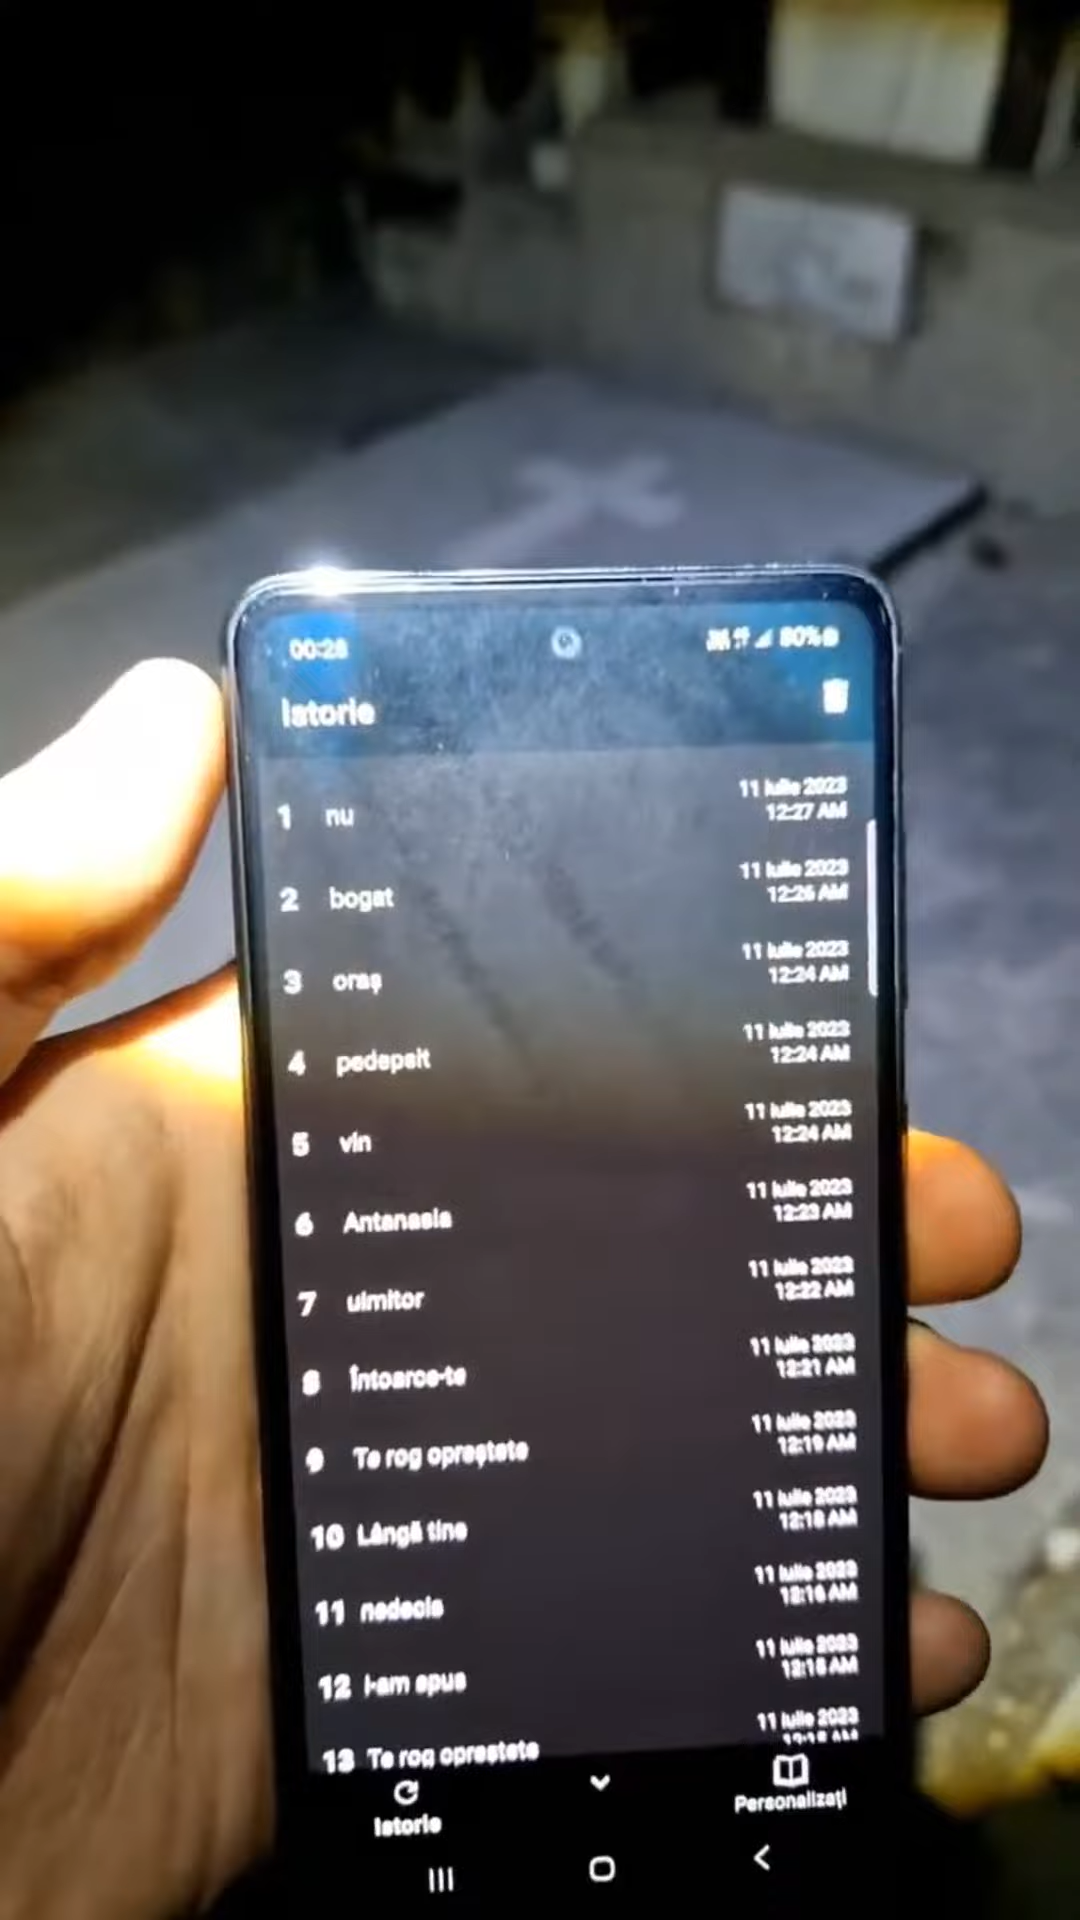 00:28
80%
Istorie
1 nu 11 iulie 2023
12:27 AM
2 bogat 11 iulie 2023
12:26 AM
3 oraș 11 iulie 2023
12:24 AM
4 pedepsit 11 iulie 2023
12:24 AM
5 vin 11 iulie 2023
12:24 AM
6 Antanasia 11 iulie 2023
12:23 AM
7 uimitor 11 iulie 2023
12:22 AM
8 Întoarce-te 11 iulie 2023
12:21 AM
9 Te rog oprește­te 11 iulie 2023
12:19 AM
10 Lângă tine 11 iulie 2023
12:18 AM
11 nedecis 11 iulie 2023
12:16 AM
12 I-am spus 11 iulie 2023
AM
13 Te rog oprestete 11 iulie 2023
Istorie
Personalizați